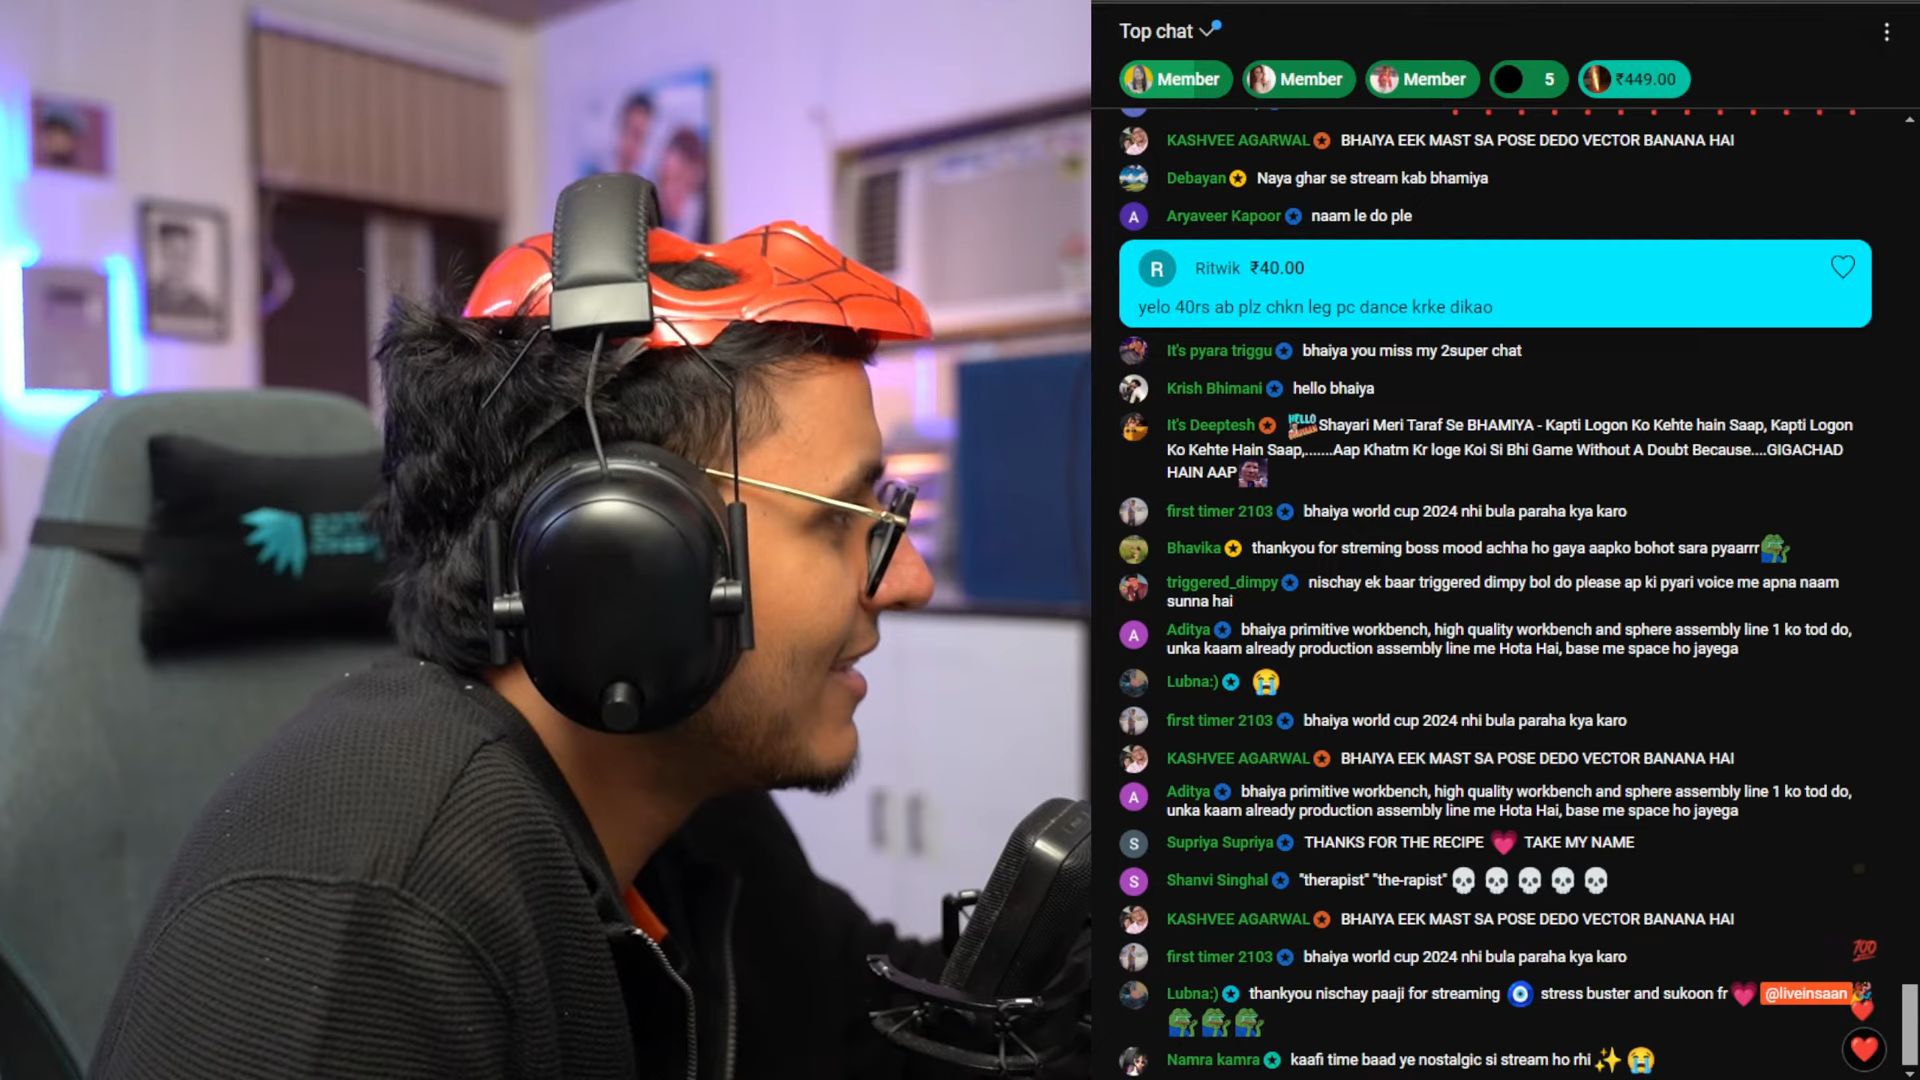 Top chat
Member Member Member 5 ₹449.00
KASHVEE AGARWAL BHAIYA EEK MAST SA POSE DEDO VECTOR BANANA HAI
Debayan Naya ghar se stream kab bhamiya
A Aryaveer Kapoor naam le do ple
R Ritwik ₹40.00
yelo 40rs ab plz chkn leg pc dance krke dikao
It's pyara triggu bhaiya you miss my 2super chat
Krish Bhimani hello bhaiya
It's Deeptesh HELLO Shayari Meri Taraf Se BHAMIYA - Kapti Logon Ko Kehte hain Saap, Kapti Logon
Ko Kehte Hain Saap,.......Aap Khatm Kr loge Koi Si Bhi Game Without A Doubt Because....GIGACHAD
HAIN AAP
first timer 2103 bhaiya world cup 2024 nhi bula paraha kya karo
Bhavika thankyou for streming boss mood achha ho gaya aapko bohot sara pyaarrr
triggered_dimpy nischay ek baar triggered dimpy bol do please ap ki pyari voice me apna naam
sunna hai
A Aditya bhaiya primitive workbench, high quality workbench and sphere assembly line 1 ko tod do,
unka kaam already production assembly line me Hota Hai, base me space ho jayega
Lubna:) 😭
first timer 2103 bhaiya world cup 2024 nhi bula paraha kya karo
KASHVEE AGARWAL BHAIYA EEK MAST SA POSE DEDO VECTOR BANANA HAI
A Aditya bhaiya primitive workbench, high quality workbench and sphere assembly line 1 ko tod do,
unka kaam already production assembly line me Hota Hai, base me space ho jayega
S Supriya Supriya THANKS FOR THE RECIPE 💗 TAKE MY NAME
S Shanvi Singhal "therapist" "the-rapist" 💀 💀 💀 💀 💀
KASHVEE AGARWAL BHAIYA EEK MAST SA POSE DEDO VECTOR BANANA HAI
first timer 2103 bhaiya world cup 2024 nhi bula paraha kya karo
100
Lubna:) thankyou nischay paaji for streaming 🧿 stress buster and sukoon fr 💗 @liveinsaan
Namra kamra kaafi time baad ye nostalgic si stream ho rhi ✨ 😭